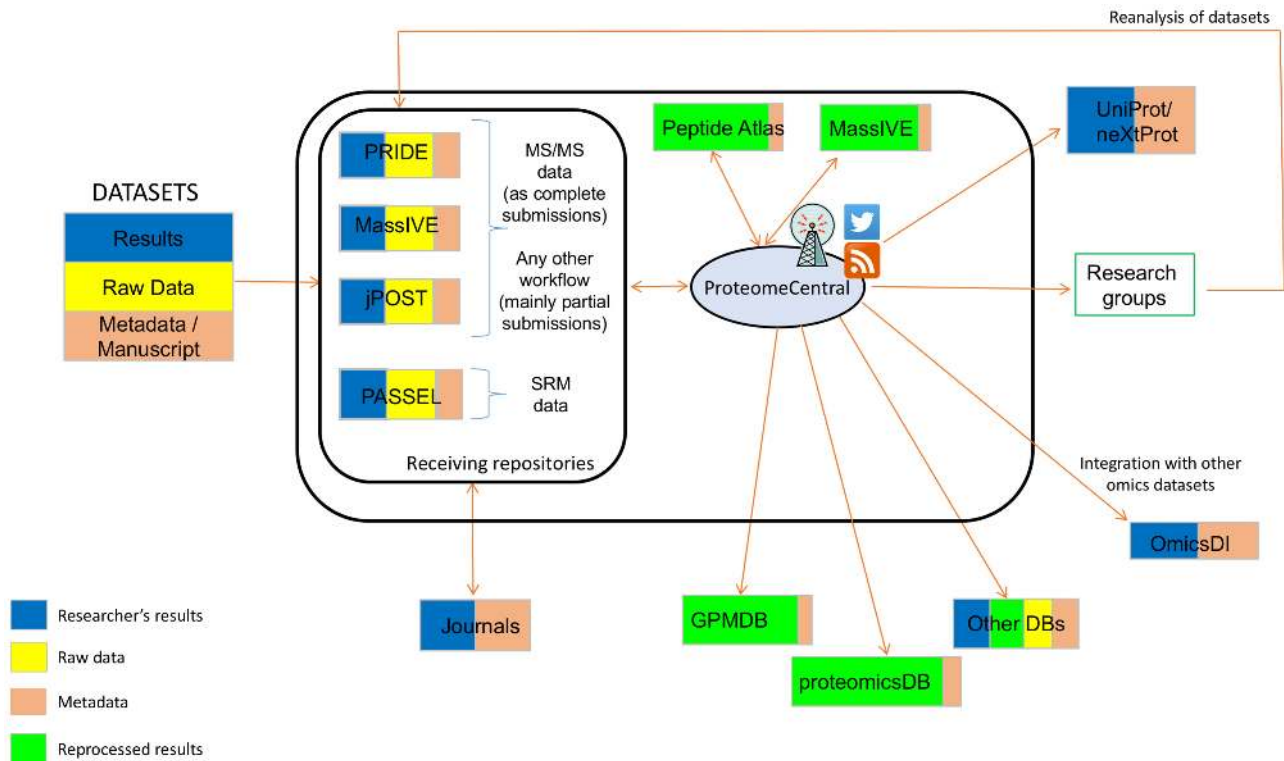 Reanalysis of datasets
DATASETS
Results
Raw Data
Metadata /
Manuscript
PRIDE
MassIVE
jPOST
PASSEL
MS/MS
data
(as complete
submissions)
Any other
workflow
(mainly partial
submissions)
SRM
data
Receiving repositories
Peptide Atlas
MassIVE
ProteomeCentral
UniProt/
neXtProt
Research
groups
Integration with other
omics datasets
OmicsDI
Journals
GPMDB
proteomicsDB
Other DBs
Researcher's results
Raw data
Metadata
Reprocessed results